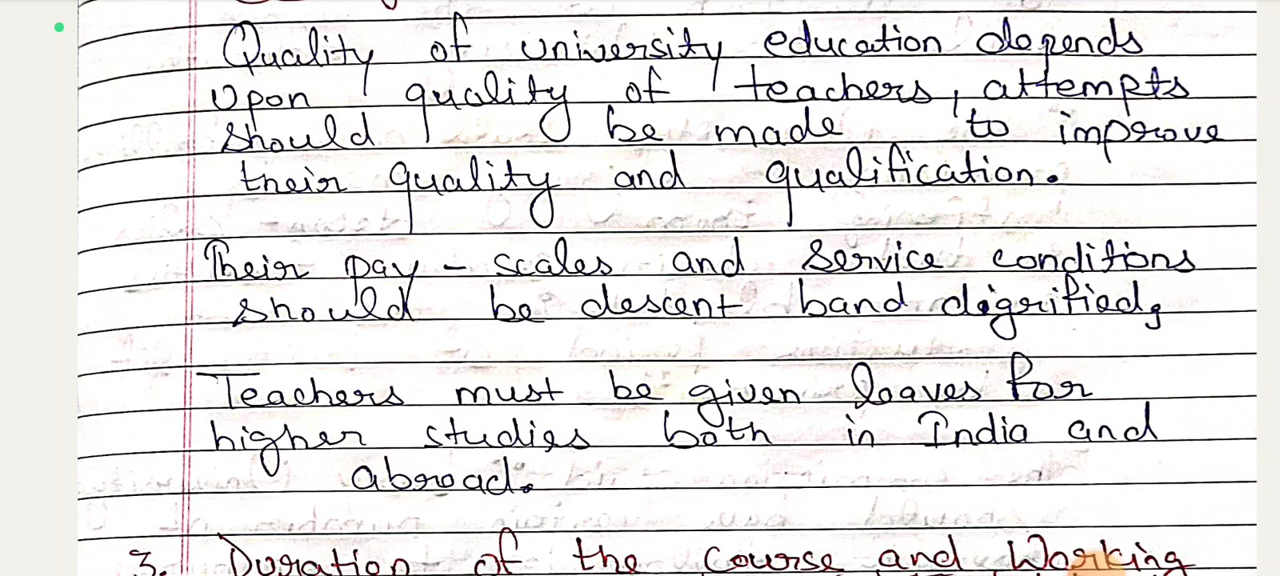 Quality of university education depends
upon quality of teachers, attempts
should be made to improve
their quality and qualification.
Their pay - scales and service conditions
should be descent band digrified,
Teachers must be given leaves for
higher studies both in India and
abroad.
3. Duration of the course and Working